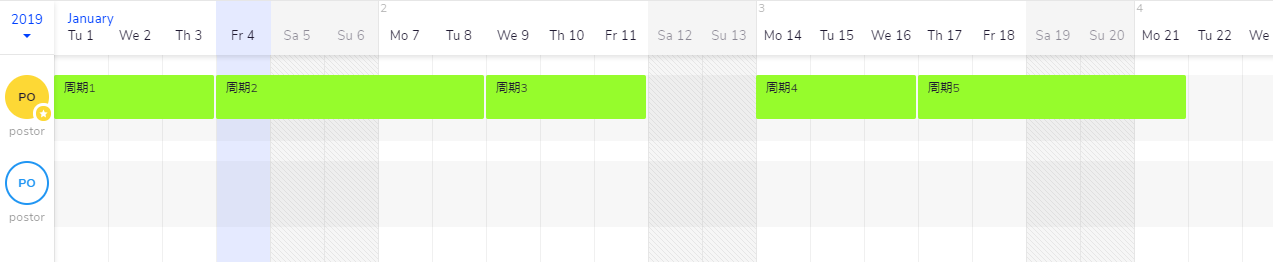 2019
January
2
3
4
Tu 1 We 2 Th 3 Fr 4 Sa 5 Su 6 Mo 7 Tu 8 We 9 Th 10 Fr 11 Sa 12 Su 13 Mo 14 Tu 15 We 16 Th 17 Fr 18 Sa 19 Su 20 Mo 21 Tu 22 We
PO
周期1
周期2
周期3
周期4
周期5
postor
PO
postor